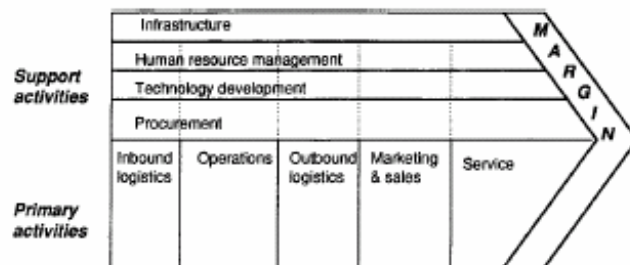 Infrastructure
Human resource management
Support
activities
Technology development
Procurement
MARGIN
Inbound
logistics
Operations
Outbound
logistics
Marketing
& sales
Service
Primary
activities